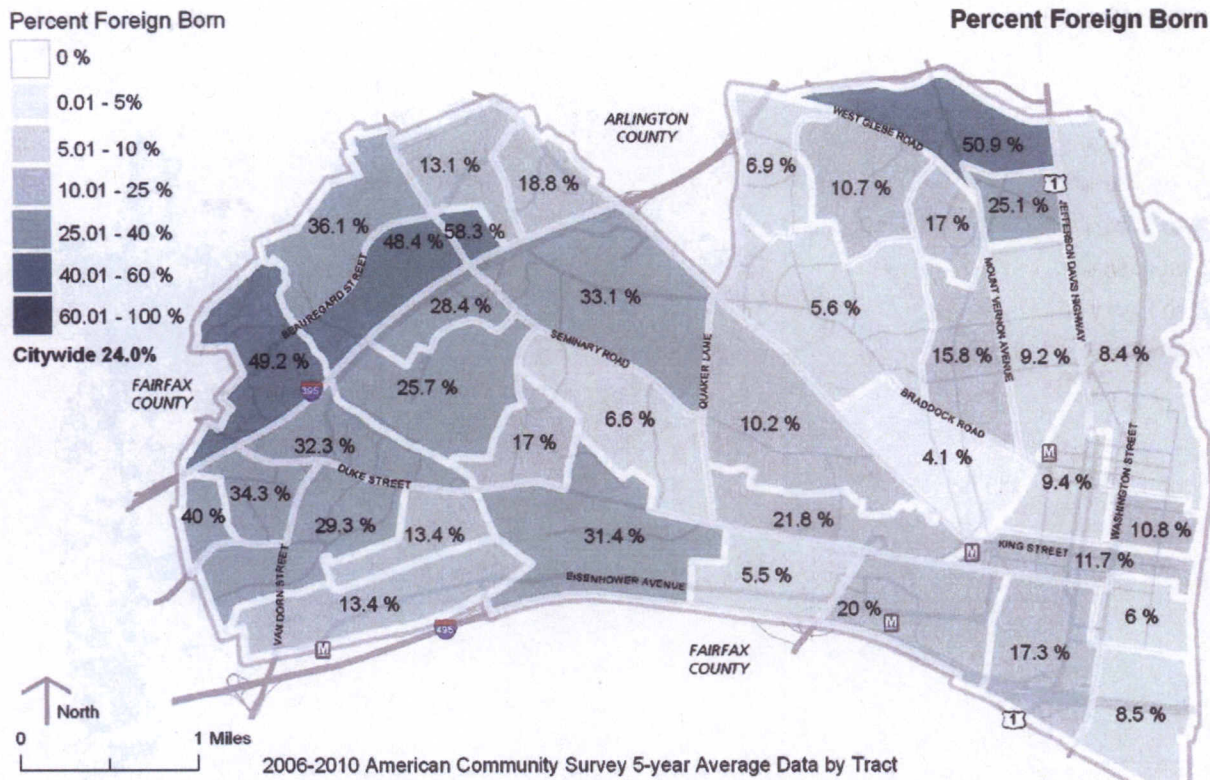 Percent Foreign Born
Percent Foreign Born
0 %
0.01 - 5%
5.01 - 10 %
10.01 - 25 %
25.01 - 40 %
40.01 - 60 %
60.01 - 100 %
Citywide 24.0%
ARLINGTON
COUNTY
WEST GLEBE ROAD
50.9 %
13.1 %
18.8 %
6.9 %
10.7 %
17 %
25.1 %
1
36.1 %
48.4 %
58.3 %
BEAUREGARD STREET
JEFFERSON DAVIS HIGHWAY
MOUNT VERNON AVENUE
28.4 %
33.1 %
5.6 %
SEMINARY ROAD
QUAKER LANE
15.8 %
9.2 %
8.4 %
49.2 %
395
FAIRFAX
COUNTY
25.7 %
BRADDOCK ROAD
6.6 %
10.2 %
17 %
4.1 %
M
32.3 %
DUKE STREET
WASHINGTON STREET
9.4 %
34.3 %
40 %
29.3 %
13.4 %
31.4 %
21.8 %
M
KING STREET
10.8 %
11.7 %
EISENHOWER AVENUE
5.5 %
VAN DORN STREET
13.4 %
20 %
M
6 %
495
M
FAIRFAX
COUNTY
17.3 %
1
8.5 %
North
0 1 Miles
2006-2010 American Community Survey 5-year Average Data by Tract